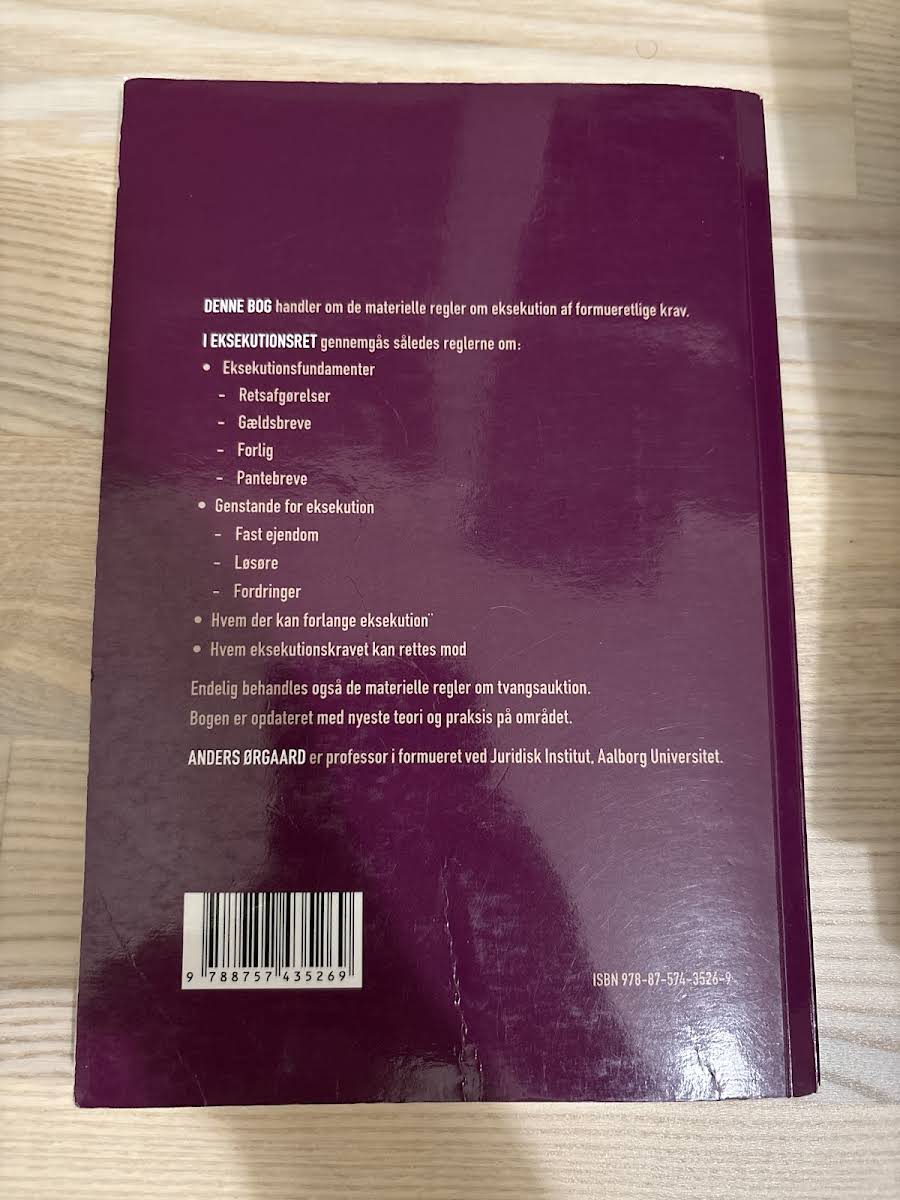 DENNE BOG handler om de materielle regler om eksekution af formueretlige krav.
I EKSEKUTIONSRET gennemgås således reglerne om:
• Eksekutionsfundamenter
– Retsafgørelser
– Gældsbreve
– Forlig
– Pantebreve
• Genstande for eksekution
– Fast ejendom
– Løsøre
– Fordringer
• Hvem der kan forlange eksekution¨
• Hvem eksekutionskravet kan rettes mod
Endelig behandles også de materielle regler om tvangsauktion.
Bogen er opdateret med nyeste teori og praksis på området.
ANDERS ØRGAARD er professor i formueret ved Juridisk Institut, Aalborg Universitet.
9 788757 435269
ISBN 978-87-574-3526-9